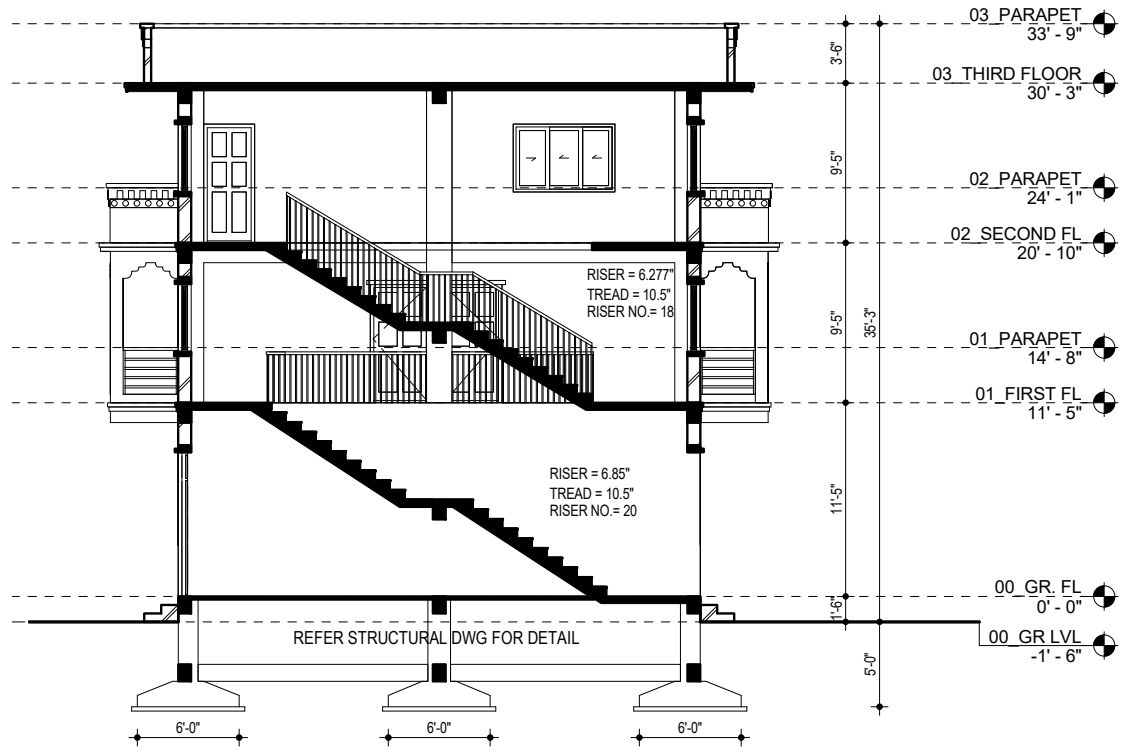 03_PARAPET
33' - 9"
3'-6"
03_THIRD FLOOR
30' - 3"
9'-5"
02_PARAPET
24' - 1"
02_SECOND FL
20' - 10"
RISER = 6.277"
TREAD = 10.5"
RISER NO.= 18
9'-5"
35'-3"
01_PARAPET
14' - 8"
01_FIRST FL
11' - 5"
RISER = 6.85"
TREAD = 10.5"
RISER NO.= 20
11'-5"
00_GR. FL
0' - 0"
1'-6"
REFER STRUCTURAL DWG FOR DETAIL
00_GR LVL
-1' - 6"
5'-0"
6'-0"
6'-0"
6'-0"